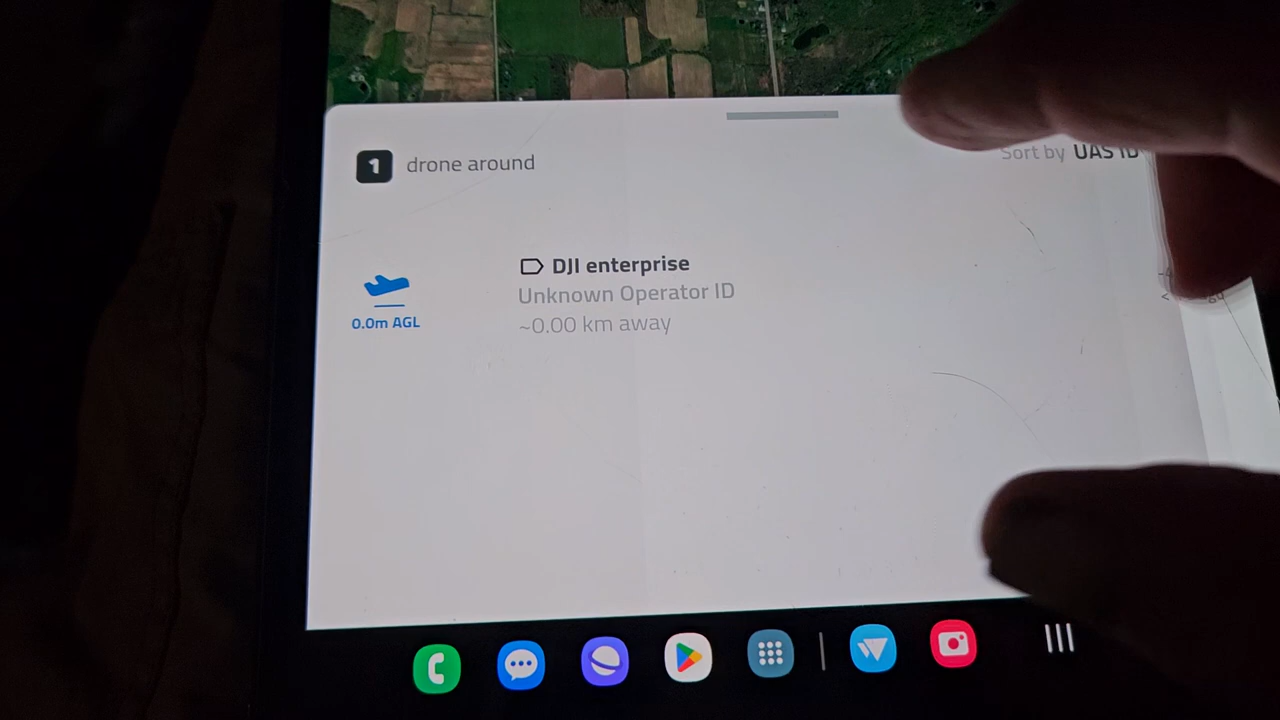 1 drone around
Sort by UAS ID
DJI enterprise
Unknown Operator ID
~0.00 km away
0.0m AGL